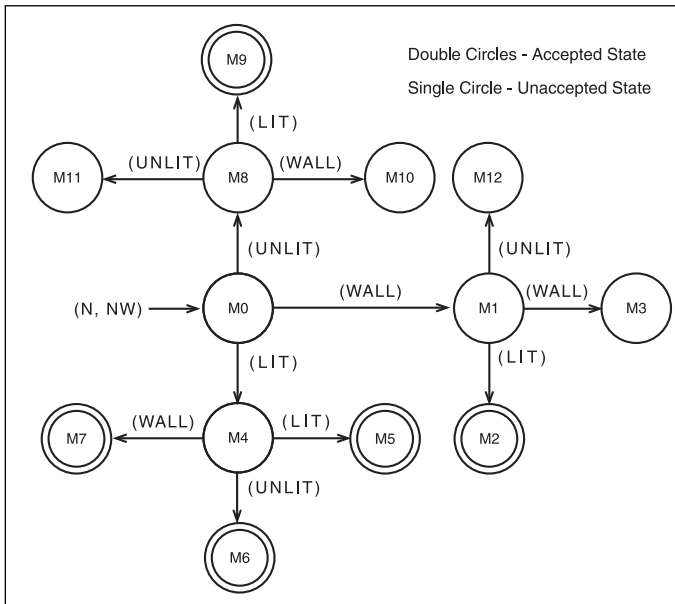 M9
Double Circles - Accepted State
Single Circle - Unaccepted State
(LIT)
(UNLIT)
(WALL)
M11
M8
M10
M12
(UNLIT)
(UNLIT)
(WALL)
(WALL)
(N, NW)
M0
M1
M3
(LIT)
(LIT)
(WALL)
(LIT)
M7
M4
M5
M2
(UNLIT)
M6